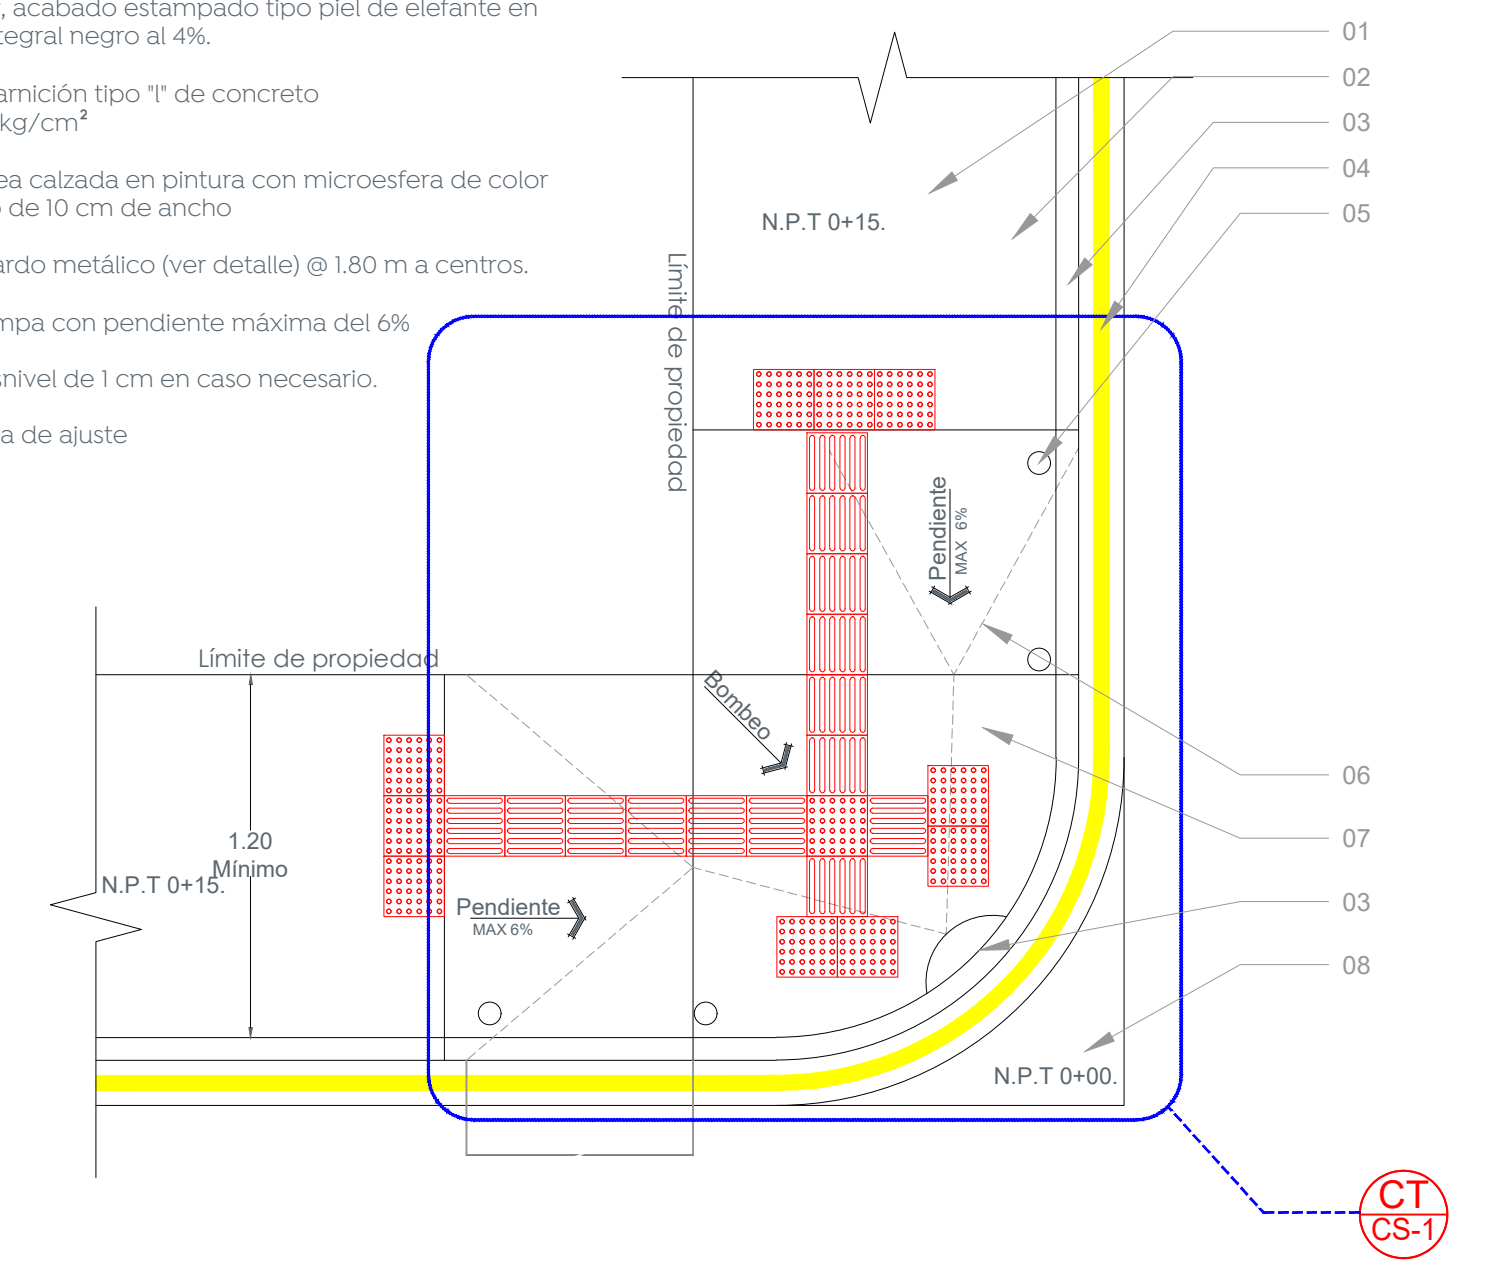 , acabado estampado tipo piel de elefante en
tegral negro al 4%.
arnición tipo "l" de concreto
kg/cm²
ea calzada en pintura con microesfera de color
de 10 cm de ancho
ardo metálico (ver detalle) @ 1.80 m a centros.
mpa con pendiente máxima del 6%
snivel de 1 cm en caso necesario.
a de ajuste
01
02
03
04
05
N.P.T 0+15.
Límite de propiedad
Pendiente
MAX 6%
Límite de propiedad
Bombeo
1.20
Mínimo
N.P.T 0+15.
Pendiente
MAX 6%
06
07
03
08
N.P.T 0+00.
CT
CS-1